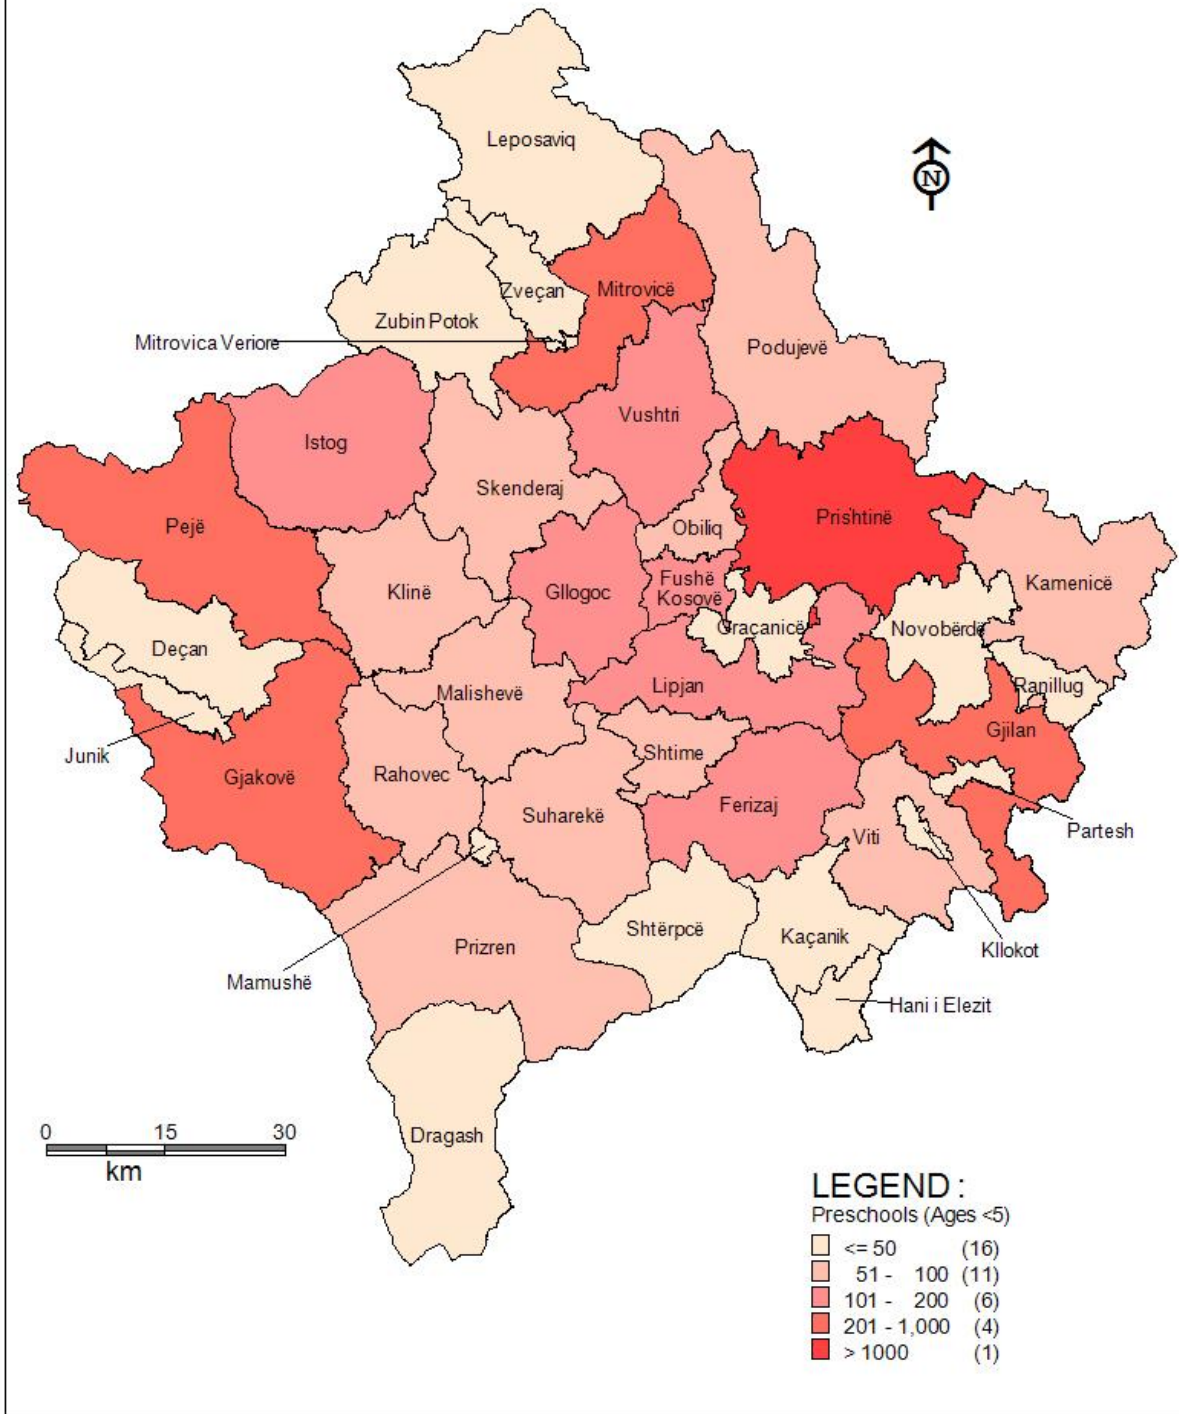 Leposaviq
N
Zveçan
Mitrovicë
Zubin Potok
Mitrovica Veriore
Podujevë
Vushtri
Istog
Skenderaj
Prishtinë
Pejë
Obiliq
Kamenicë
Fushë
Kosovë
Klinë
Gllogoc
Graçanicë
Novobërdë
Deçan
Lipjan
Ranillug
Malishevë
Gjilan
Junik
Shtime
Gjakovë
Rahovec
Ferizaj
Suharekë
Viti
Partesh
Shtërpcë
Kaçanik
Prizren
Kllokot
Mamushë
Hani i Elezit
Dragash
0 15 30
km
LEGEND :
Preschools (Ages <5)
<= 50 (16)
51 - 100 (11)
101 - 200 (6)
201 - 1,000 (4)
> 1000 (1)